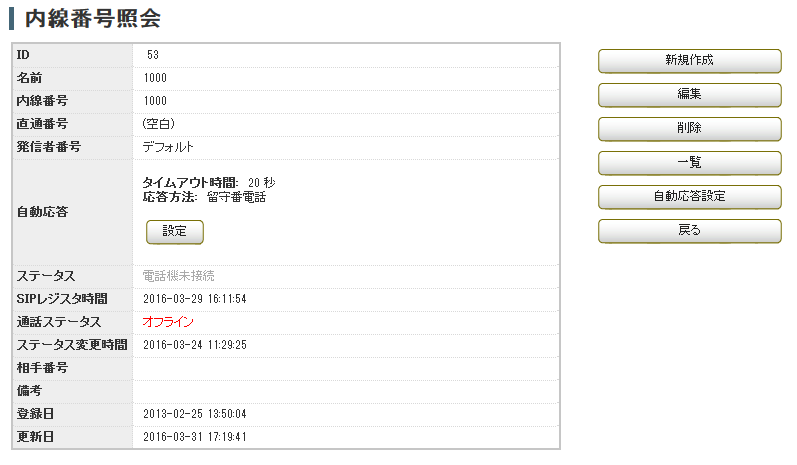 内線番号照会
ID 53
名前 1000
内線番号 1000
直通番号 (空白)
発信者番号 デフォルト
自動応答
タイムアウト時間: 20 秒
応答方法: 留守番電話
設定
ステータス 電話機未接続
SIPレジスタ時間 2016-03-29 16:11:54
通話ステータス オフライン
ステータス変更時間 2016-03-24 11:29:25
相手番号
備考
登録日 2013-02-25 13:50:04
更新日 2016-03-31 17:19:41
新規作成
編集
削除
一覧
自動応答設定
戻る